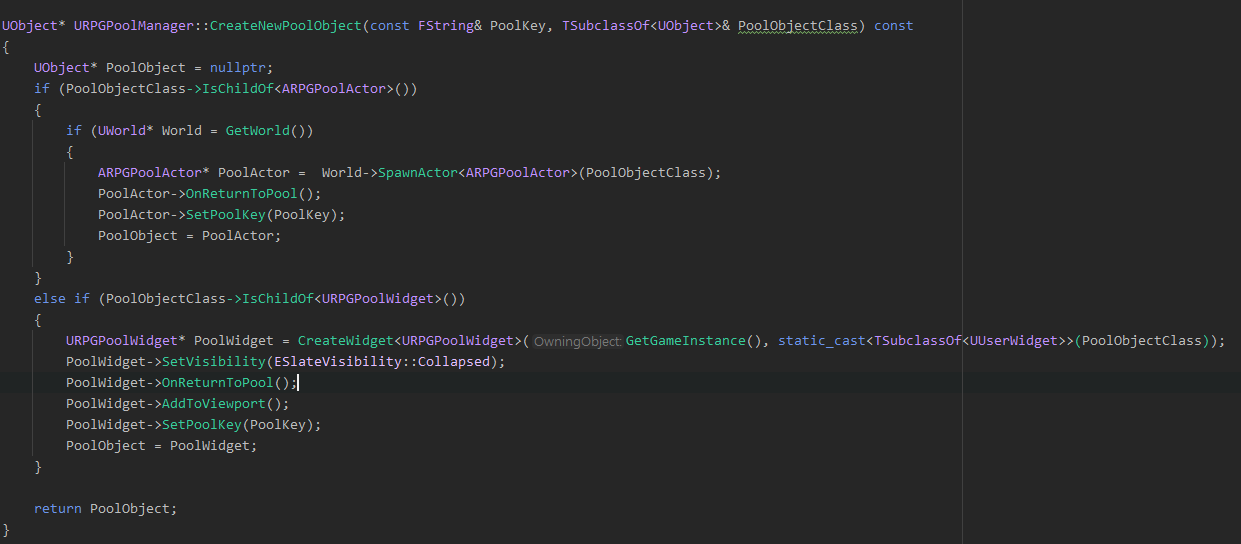 UObject* URPGPoolManager::CreateNewPoolObject(const FString& PoolKey, TSubclassOf<UObject>& PoolObjectClass) const
{
    UObject* PoolObject = nullptr;
    if (PoolObjectClass->IsChildOf<ARPGPoolActor>())
    {
        if (UWorld* World = GetWorld())
        {
            ARPGPoolActor* PoolActor =  World->SpawnActor<ARPGPoolActor>(PoolObjectClass);
            PoolActor->OnReturnToPool();
            PoolActor->SetPoolKey(PoolKey);
            PoolObject = PoolActor;
        }
    }
    else if (PoolObjectClass->IsChildOf<URPGPoolWidget>())
    {
        URPGPoolWidget* PoolWidget = CreateWidget<URPGPoolWidget>( OwningObject: GetGameInstance(), static_cast<TSubclassOf<UUserWidget>>(PoolObjectClass));
        PoolWidget->SetVisibility(ESlateVisibility::Collapsed);
        PoolWidget->OnReturnToPool();
        PoolWidget->AddToViewport();
        PoolWidget->SetPoolKey(PoolKey);
        PoolObject = PoolWidget;
    }

    return PoolObject;
}